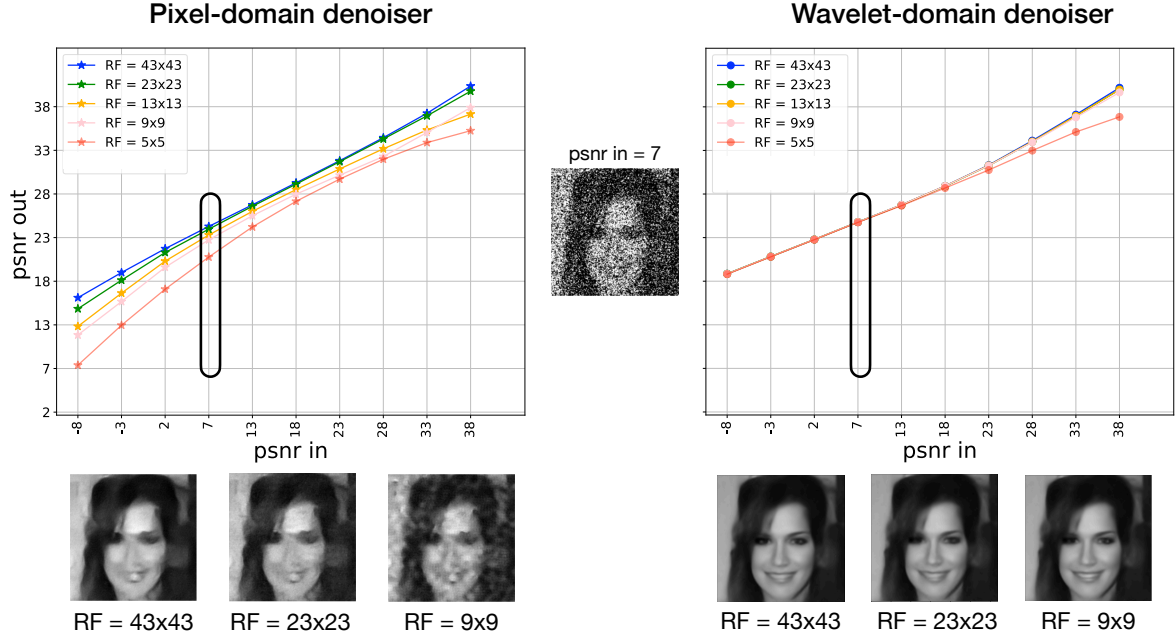 Pixel-domain denoiser
RF = 43x43
RF = 23x23
RF = 13x13
RF = 9x9
RF = 5x5
psnr out
38
33
28
23
18
13
7
2
-8
-3
2
7
13
18
23
28
33
38
psnr in
RF = 43x43
RF = 23x23
RF = 9x9
psnr in = 7
Wavelet-domain denoiser
RF = 43x43
RF = 23x23
RF = 13x13
RF = 9x9
RF = 5x5
-8
-3
2
7
13
18
23
28
33
38
psnr in
RF = 43x43
RF = 23x23
RF = 9x9